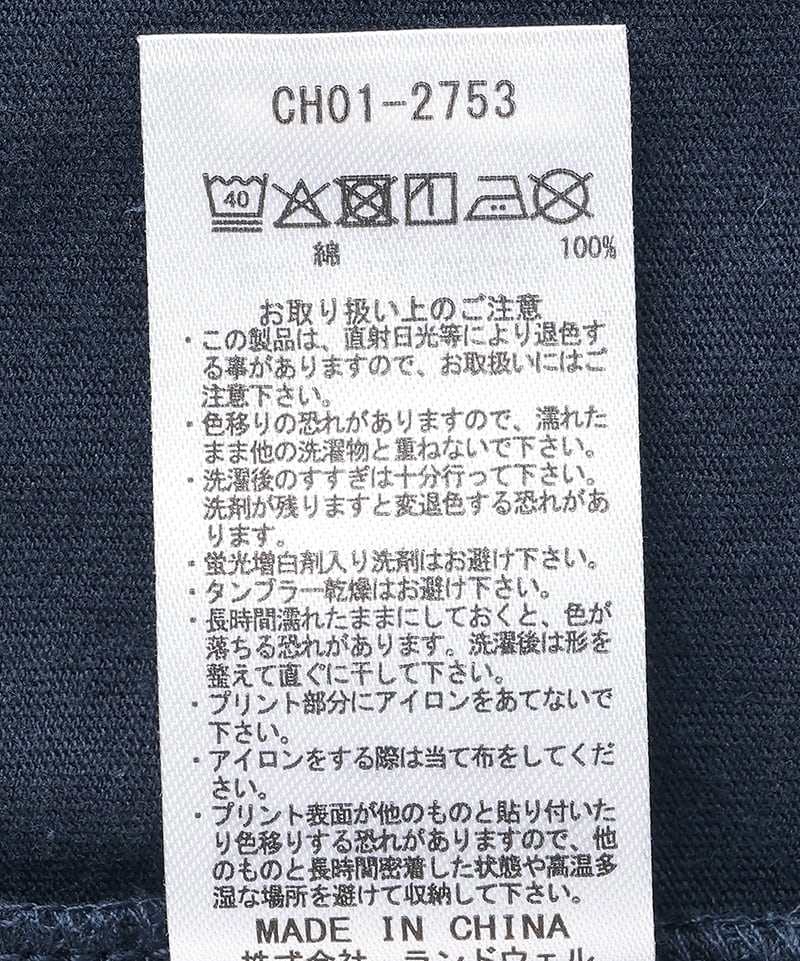 CH01-2753
40
綿 100%
お取り扱い上のご注意
・この製品は、直射日光等により退色す
る事がありますので、お取扱いにはご
注意下さい。
・色移りの恐れがありますので、濡れた
まま他の洗濯物と重ねないで下さい。
・洗濯後のすすぎは十分行って下さい。
洗剤が残りますと変退色する恐れがあ
ります。
・蛍光増白剤入り洗剤はお避け下さい。
・タンブラー乾燥はお避け下さい。
・長時間濡れたままにしておくと、色が
落ちる恐れがあります。洗濯後は形を
整えて直ぐに干して下さい。
・プリント部分にアイロンをあてないで
下さい。
・アイロンをする際は当て布をしてくだ
さい。
・プリント表面が他のものと貼り付いた
り色移りする恐れがありますので、他
のものと長時間密着した状態や高温多
湿な場所を避けて収納して下さい。
MADE IN CHINA
株式会社 ランドウェル